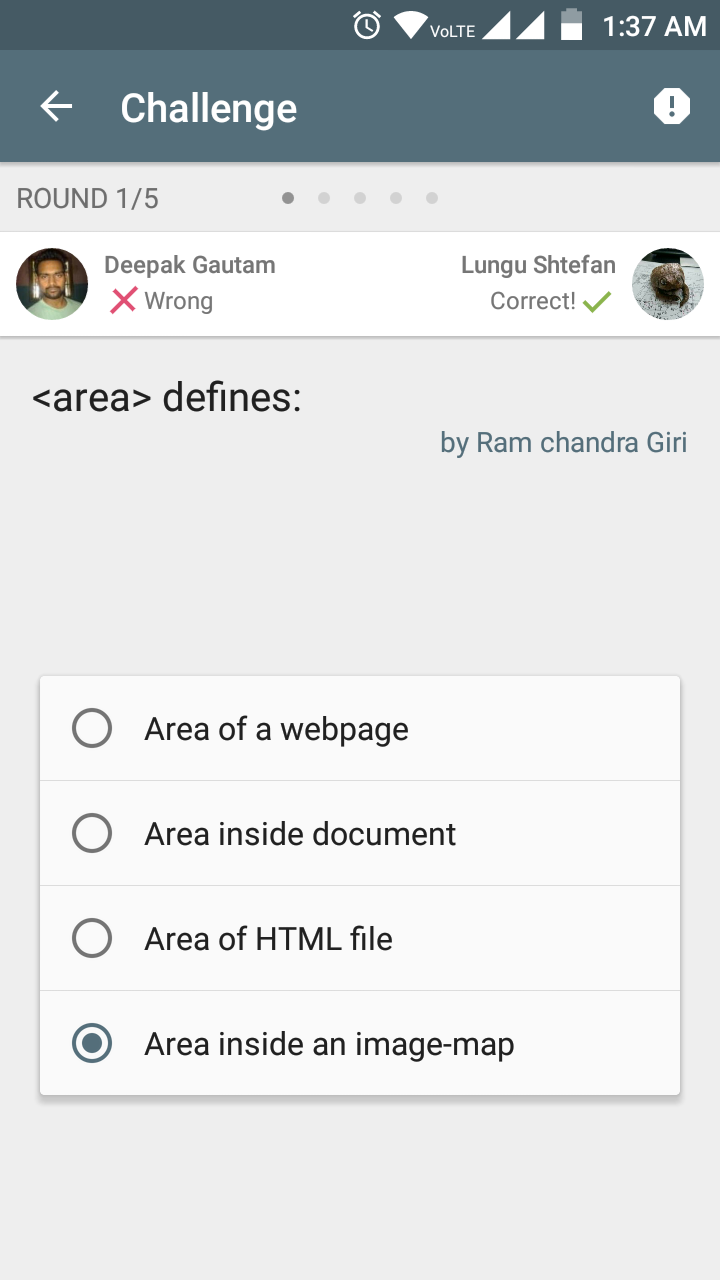 VoLTE 1:37 AM
Challenge
ROUND 1/5
Deepak Gautam
Wrong
Lungu Shtefan
Correct!
<area> defines:
by Ram chandra Giri
Area of a webpage
Area inside document
Area of HTML file
Area inside an image-map